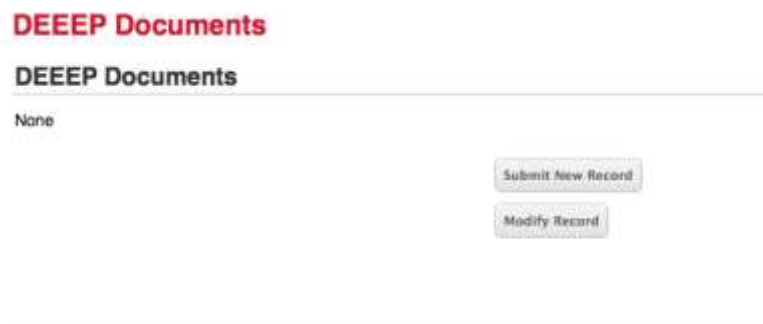 DEEEP Documents
DEEEP Documents
None
Submit New Record
Modify Record